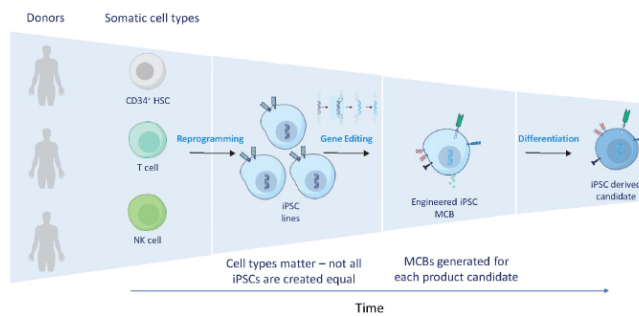 Donors
Somatic cell types
CD34⁺ HSC
T cell
NK cell
Reprogramming
iPSC
lines
Gene Editing
Engineered iPSC
MCB
Differentiation
iPSC derived
candidate
Cell types matter – not all
iPSCs are created equal
MCBs generated for
each product candidate
Time